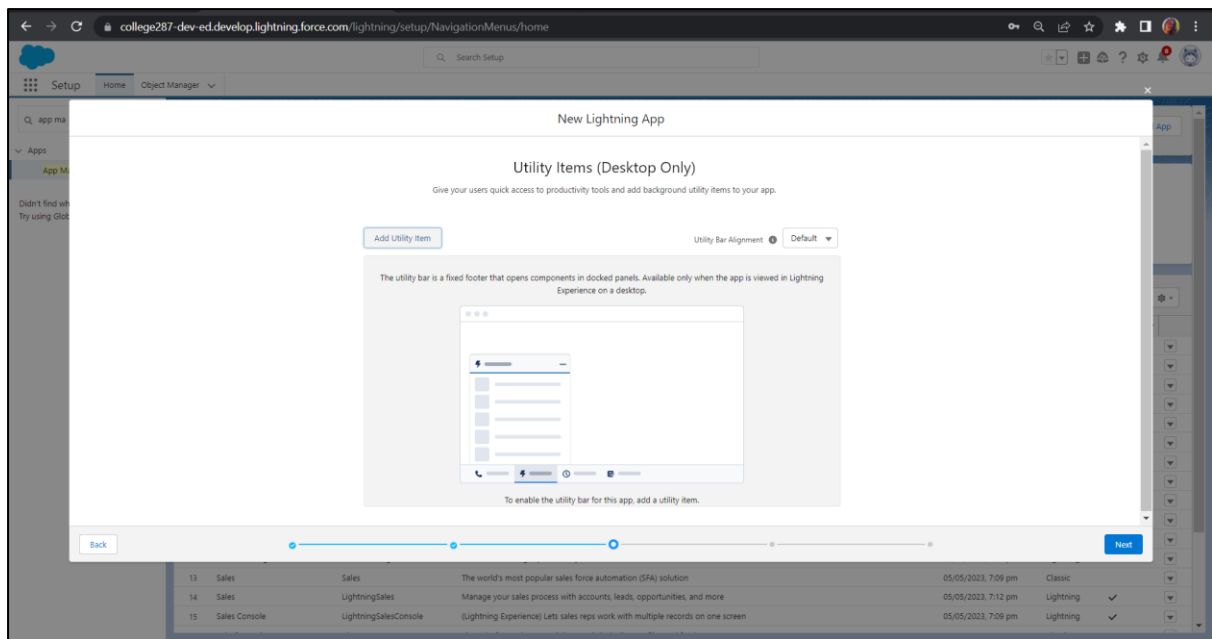 college287-dev-ed.develop.lightning.force.com/lightning/setup/NavigationMenus/home
Search Setup
Setup Home Object Manager
New Lightning App
app ma
App
Apps
App Ma
Utility Items (Desktop Only)
Give your users quick access to productivity tools and add background utility items to your app.
Didn't find wh
Try using Glob
Add Utility Item Utility Bar Alignment Default
The utility bar is a fixed footer that opens components in docked panels. Available only when the app is viewed in Lightning
Experience on a desktop.
To enable the utility bar for this app, add a utility item.
Back Next
13 Sales Sales The world's most popular sales force automation (SFA) solution 05/05/2023, 7:09 pm Classic
14 Sales LightningSales Manage your sales process with accounts, leads, opportunities, and more 05/05/2023, 7:12 pm Lightning
15 Sales Console LightningSalesConsole (Lightning Experience) Lets sales reps work with multiple records on one screen 05/05/2023, 7:09 pm Lightning